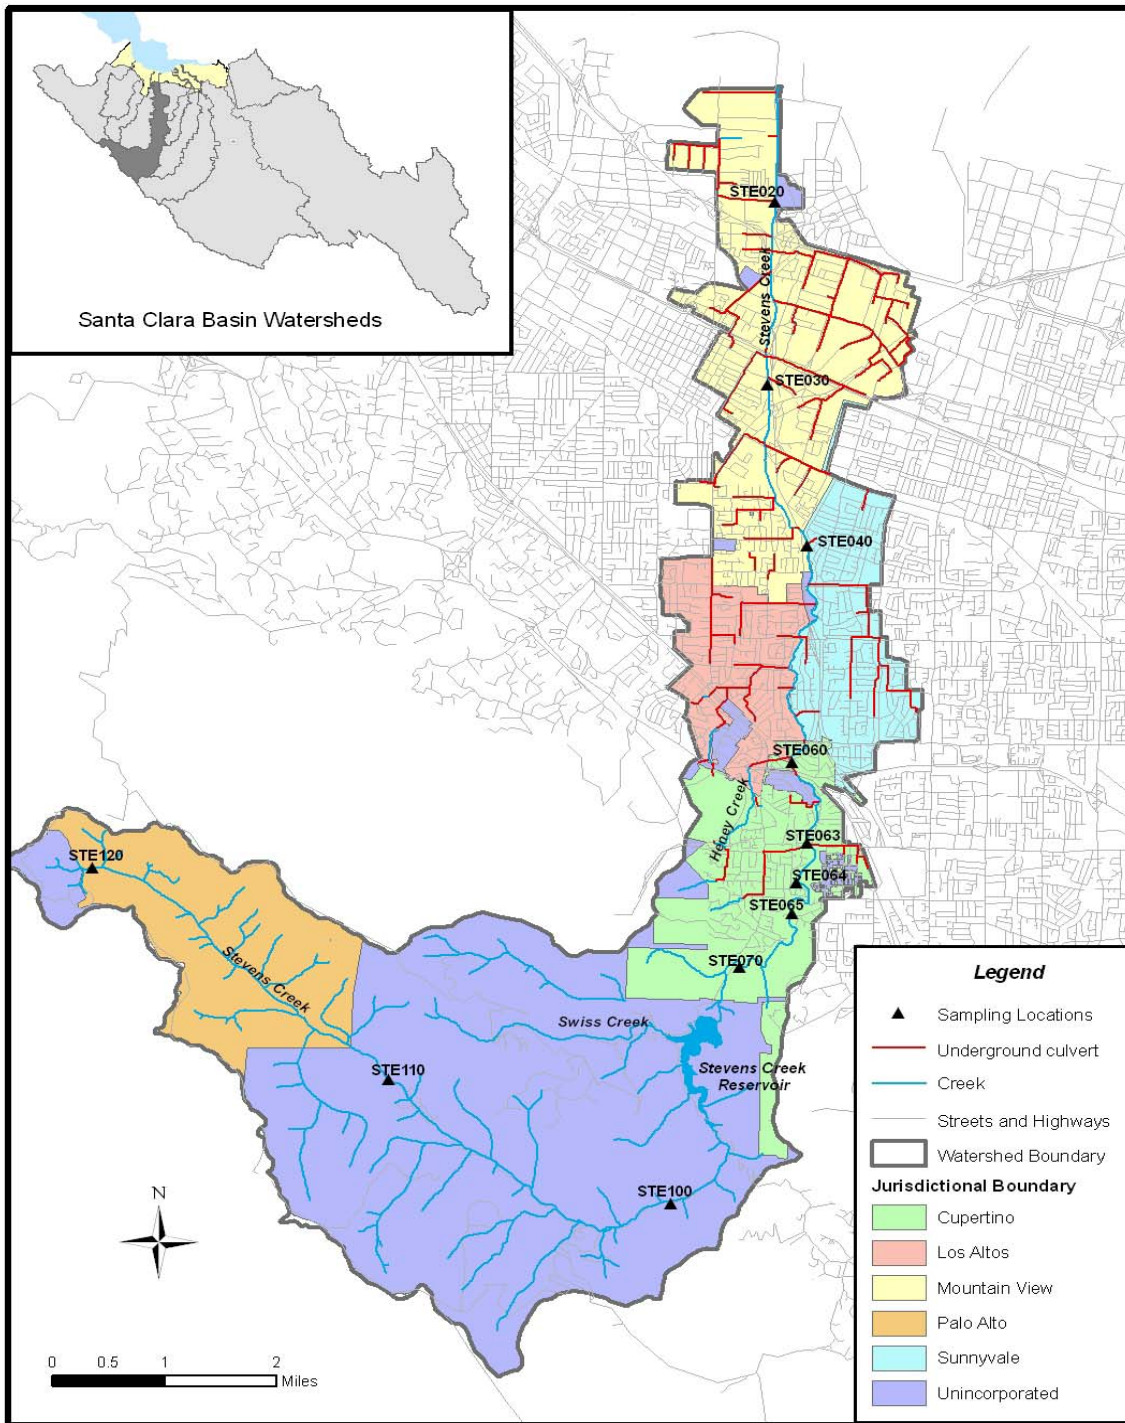 Santa Clara Basin Watersheds
STE020
Stevens Creek
STE030
STE040
STE060
Heney Creek
STE063
STE064
STE065
STE070
STE120
Stevens Creek
Swiss Creek
Stevens Creek
Reservoir
STE110
STE100
N
0 0.5 1 2
Miles
Legend
Sampling Locations
Underground culvert
Creek
Streets and Highways
Watershed Boundary
Jurisdictional Boundary
Cupertino
Los Altos
Mountain View
Palo Alto
Sunnyvale
Unincorporated